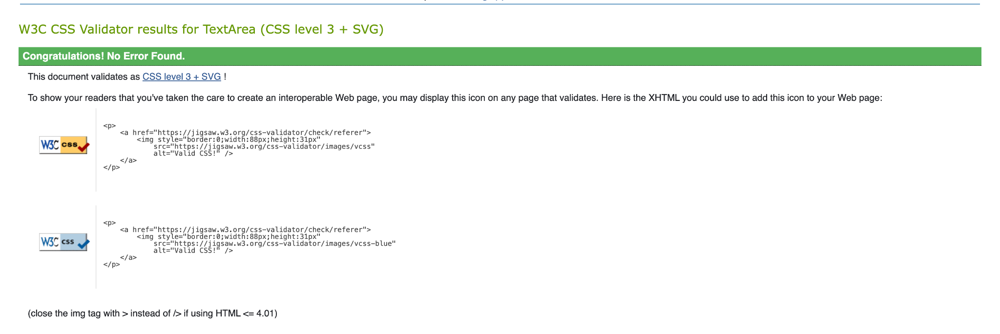 W3C CSS Validator results for TextArea (CSS level 3 + SVG)
Congratulations! No Error Found.
This document validates as CSS level 3 + SVG !
To show your readers that you've taken the care to create an interoperable Web page, you may display this icon on any page that validates. Here is the XHTML you could use to add this icon to your Web page:
<p>
    <a href="https://jigsaw.w3.org/css-validator/check/referer">
        <img style="border:0;width:88px;height:31px"
            src="https://jigsaw.w3.org/css-validator/images/vcss"
            alt="Valid CSS!" />
    </a>
</p>
W3C css
<p>
    <a href="https://jigsaw.w3.org/css-validator/check/referer">
        <img style="border:0;width:88px;height:31px"
            src="https://jigsaw.w3.org/css-validator/images/vcss-blue"
            alt="Valid CSS!" />
    </a>
</p>
W3C css
(close the img tag with > instead of /> if using HTML <= 4.01)